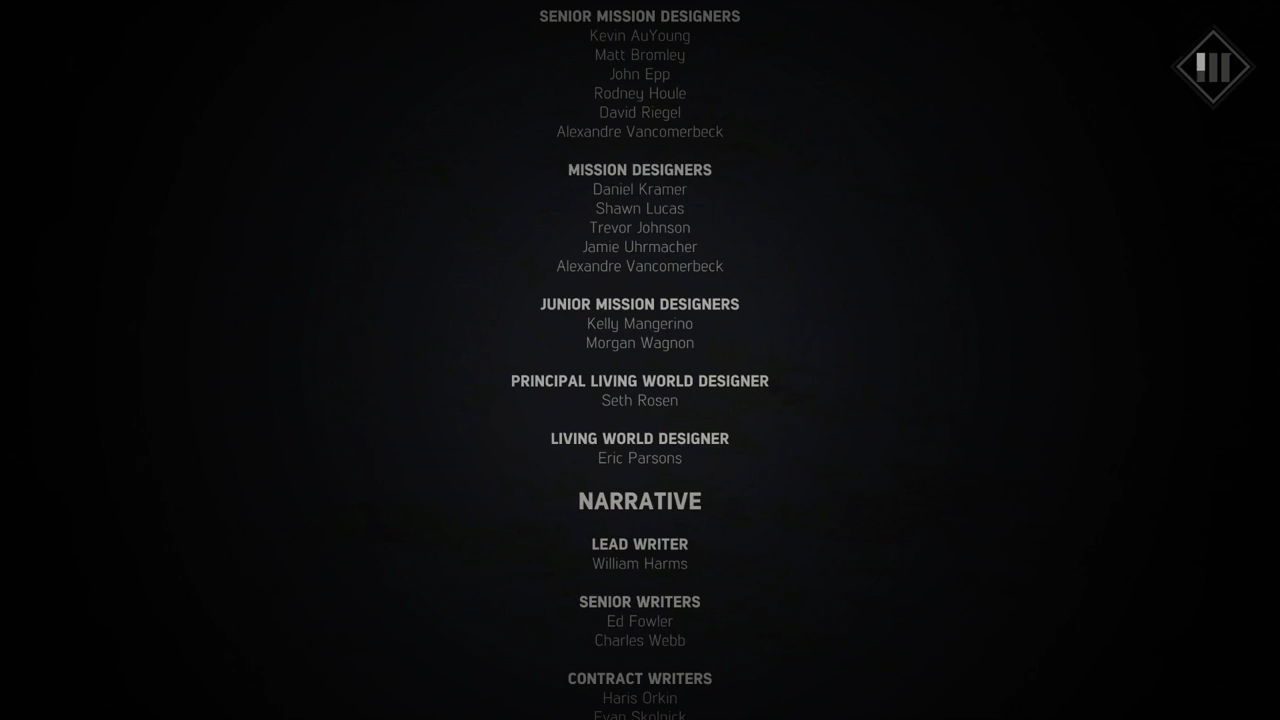 SENIOR MISSION DESIGNERS
Kevin AuYoung
Matt Bromley
John Epp
Rodney Houle
David Riegel
Alexandre Vancomerbeck
MISSION DESIGNERS
Daniel Kramer
Shawn Lucas
Trevor Johnson
Jamie Uhrmacher
Alexandre Vancomerbeck
JUNIOR MISSION DESIGNERS
Kelly Mangerino
Morgan Wagnon
PRINCIPAL LIVING WORLD DESIGNER
Seth Rosen
LIVING WORLD DESIGNER
Eric Parsons
NARRATIVE
LEAD WRITER
William Harms
SENIOR WRITERS
Ed Fowler
Charles Webb
CONTRACT WRITERS
Haris Orkin
Evan Skolnick